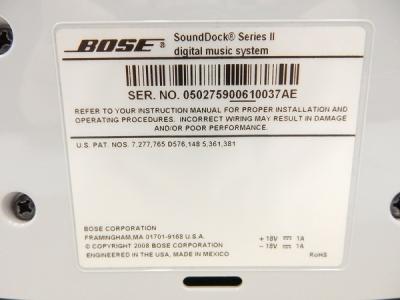 BOSE® SoundDock® Series II
digital music system
SER. NO. 050275900610037AE
REFER TO YOUR INSTRUCTION MANUAL FOR PROPER INSTALLATION AND
OPERATING PROCEDURES. INCORRECT WIRING MAY RESULT IN DAMAGE
AND/OR POOR PERFORMANCE.
U.S. PAT NOS. 7,277,765 D576,148 5,361,381
BOSE CORPORATION
FRAMINGHAM,MA 01701-9168 U.S.A.
© COPYRIGHT 2008 BOSE CORPORATION +18V ⎓ 1A
ENGINEERED IN THE USA, MADE IN MEXICO −18V ⎓ 1A RoHS